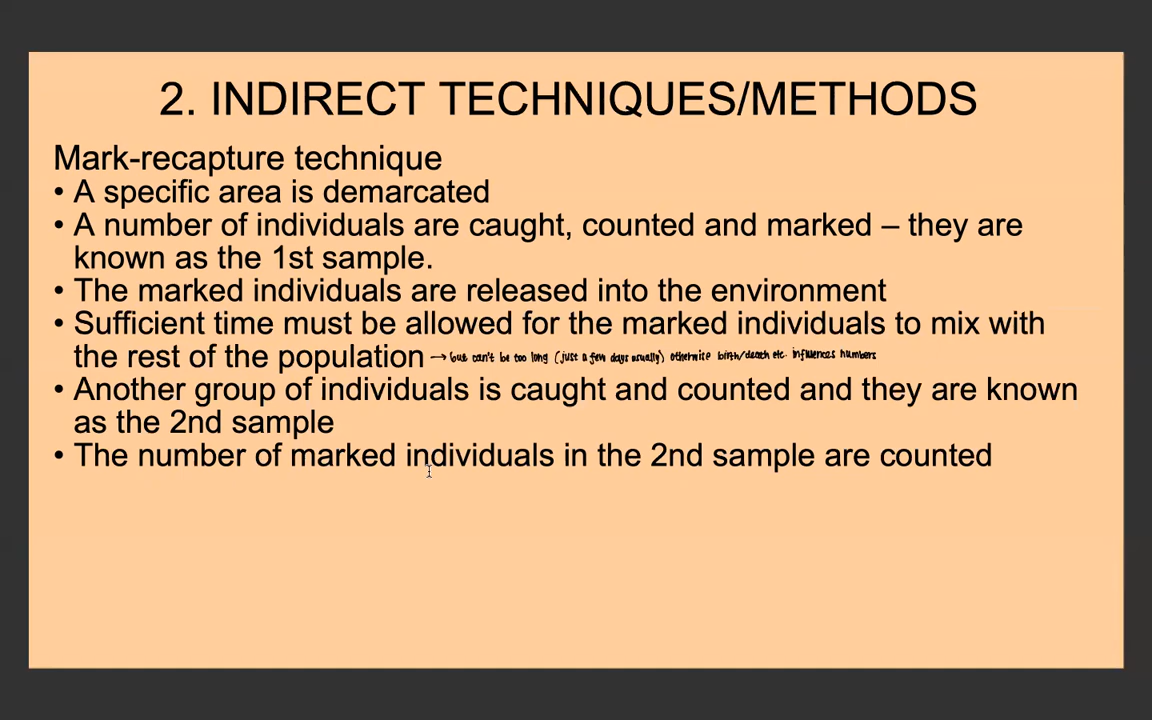 2. INDIRECT TECHNIQUES/METHODS
Mark-recapture technique
• A specific area is demarcated
• A number of individuals are caught, counted and marked – they are
known as the 1st sample.
• The marked individuals are released into the environment
• Sufficient time must be allowed for the marked individuals to mix with
the rest of the population → but can't be too long (just a few days usually) otherwise birth/death etc. influences numbers
• Another group of individuals is caught and counted and they are known
as the 2nd sample
• The number of marked individuals in the 2nd sample are counted